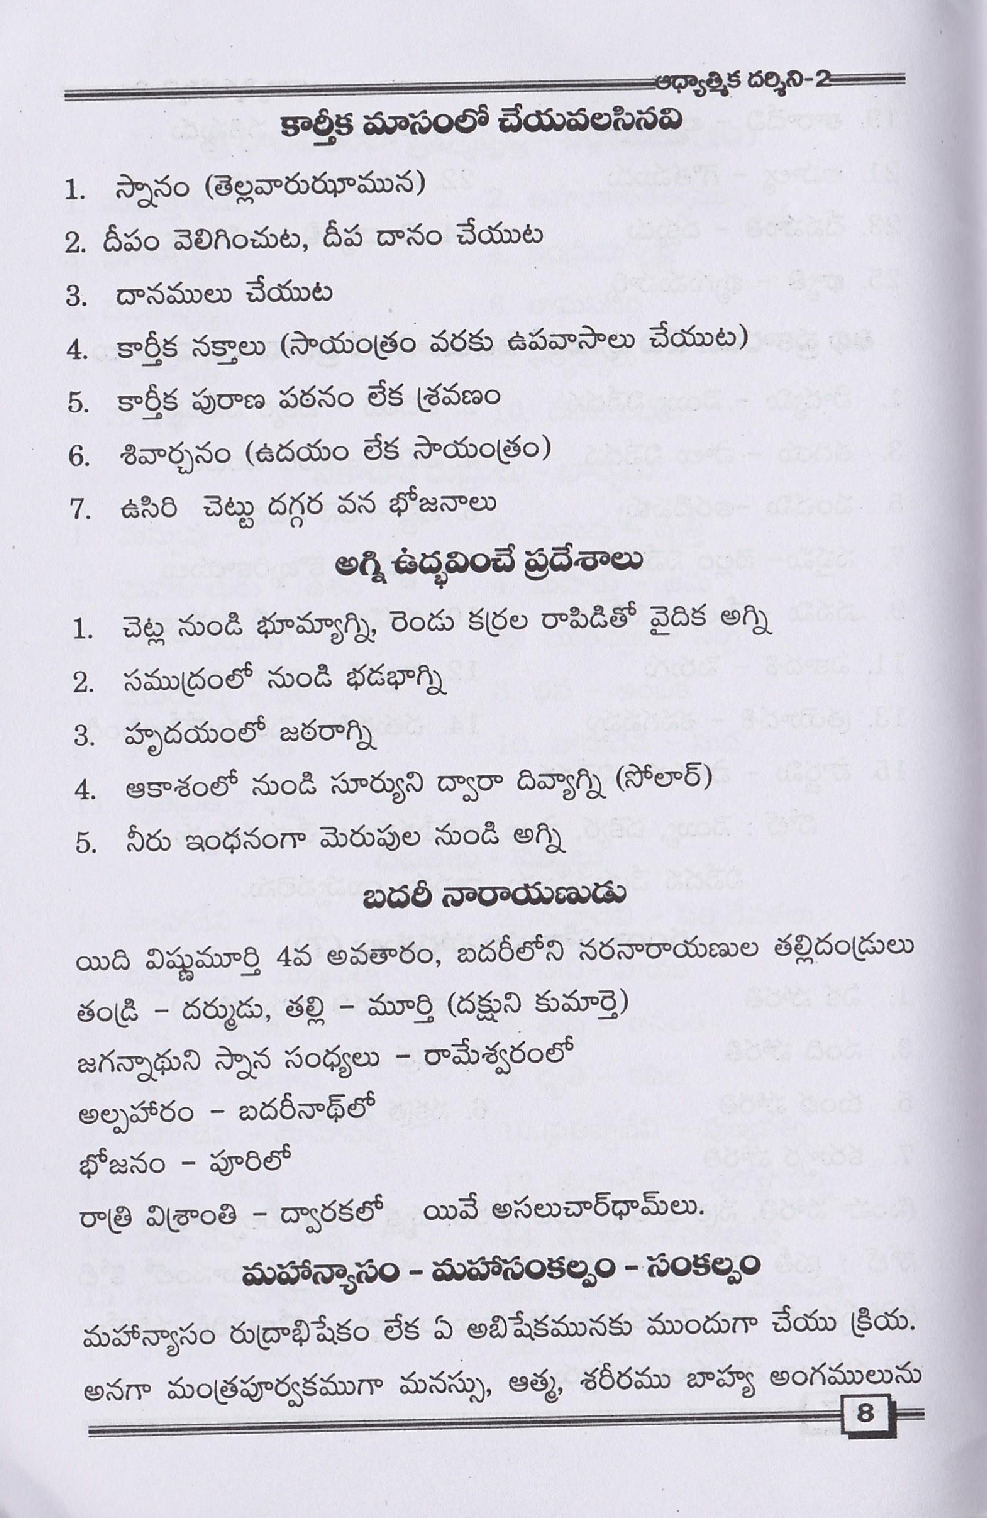 ఆధ్యాత్మిక దర్శిని-2
కార్తీక మాసంలో చేయవలసినవి
1. స్నానం (తెల్లవారుఝామున)
2. దీపం వెలిగించుట, దీప దానం చేయుట
3. దానములు చేయుట
4. కార్తీక నక్తాలు (సాయంత్రం వరకు ఉపవాసాలు చేయుట)
5. కార్తీక పురాణ పఠనం లేక శ్రవణం
6. శివార్చనం (ఉదయం లేక సాయంత్రం)
7. ఉసిరి చెట్టు దగ్గర వన భోజనాలు
అగ్ని ఉద్భవించే ప్రదేశాలు
1. చెట్ల నుండి భూమ్యాగ్ని, రెండు కర్రల రాపిడితో వైదిక అగ్ని
2. సముద్రంలో నుండి భడభాగ్ని
3. హృదయంలో జఠరాగ్ని
4. ఆకాశంలో నుండి సూర్యుని ద్వారా దివ్యాగ్ని (సోలార్)
5. నీరు ఇంధనంగా మెరుపుల నుండి అగ్ని
బదరీ నారాయణుడు
యిది విష్ణుమూర్తి 4వ అవతారం, బదరీలోని నరనారాయణుల తల్లిదండ్రులు
తండ్రి - దర్ముడు, తల్లి - మూర్తి (దక్షుని కుమార్తె)
జగన్నాథుని స్నాన సంధ్యలు - రామేశ్వరంలో
అల్పహారం - బదరీనాథ్‌లో
భోజనం - పూరిలో
రాత్రి విశ్రాంతి - ద్వారకలో యివే అసలుచార్‌ధామ్‌లు.
మహాన్యాసం - మహాసంకల్పం - సంకల్పం
మహాన్యాసం రుద్రాభిషేకం లేక ఏ అబిషేకమునకు ముందుగా చేయు క్రియ.
అనగా మంత్రపూర్వకముగా మనస్సు, ఆత్మ, శరీరము బాహ్య అంగములును
8